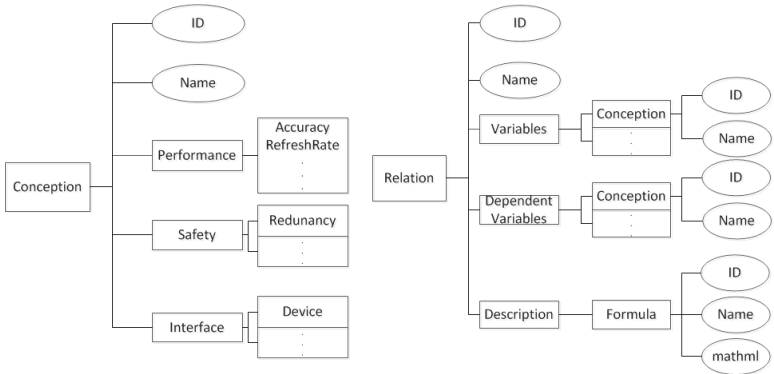 ID
Name
Performance
Accuracy
RefreshRate
.
.
.
Conception
Safety
Redunancy
.
.
.
Interface
Device
.
.
.
ID
Name
Variables
Conception
.
.
.
ID
Name
Relation
Dependent
Variables
Conception
.
.
.
ID
Name
Description
Formula
ID
Name
mathml